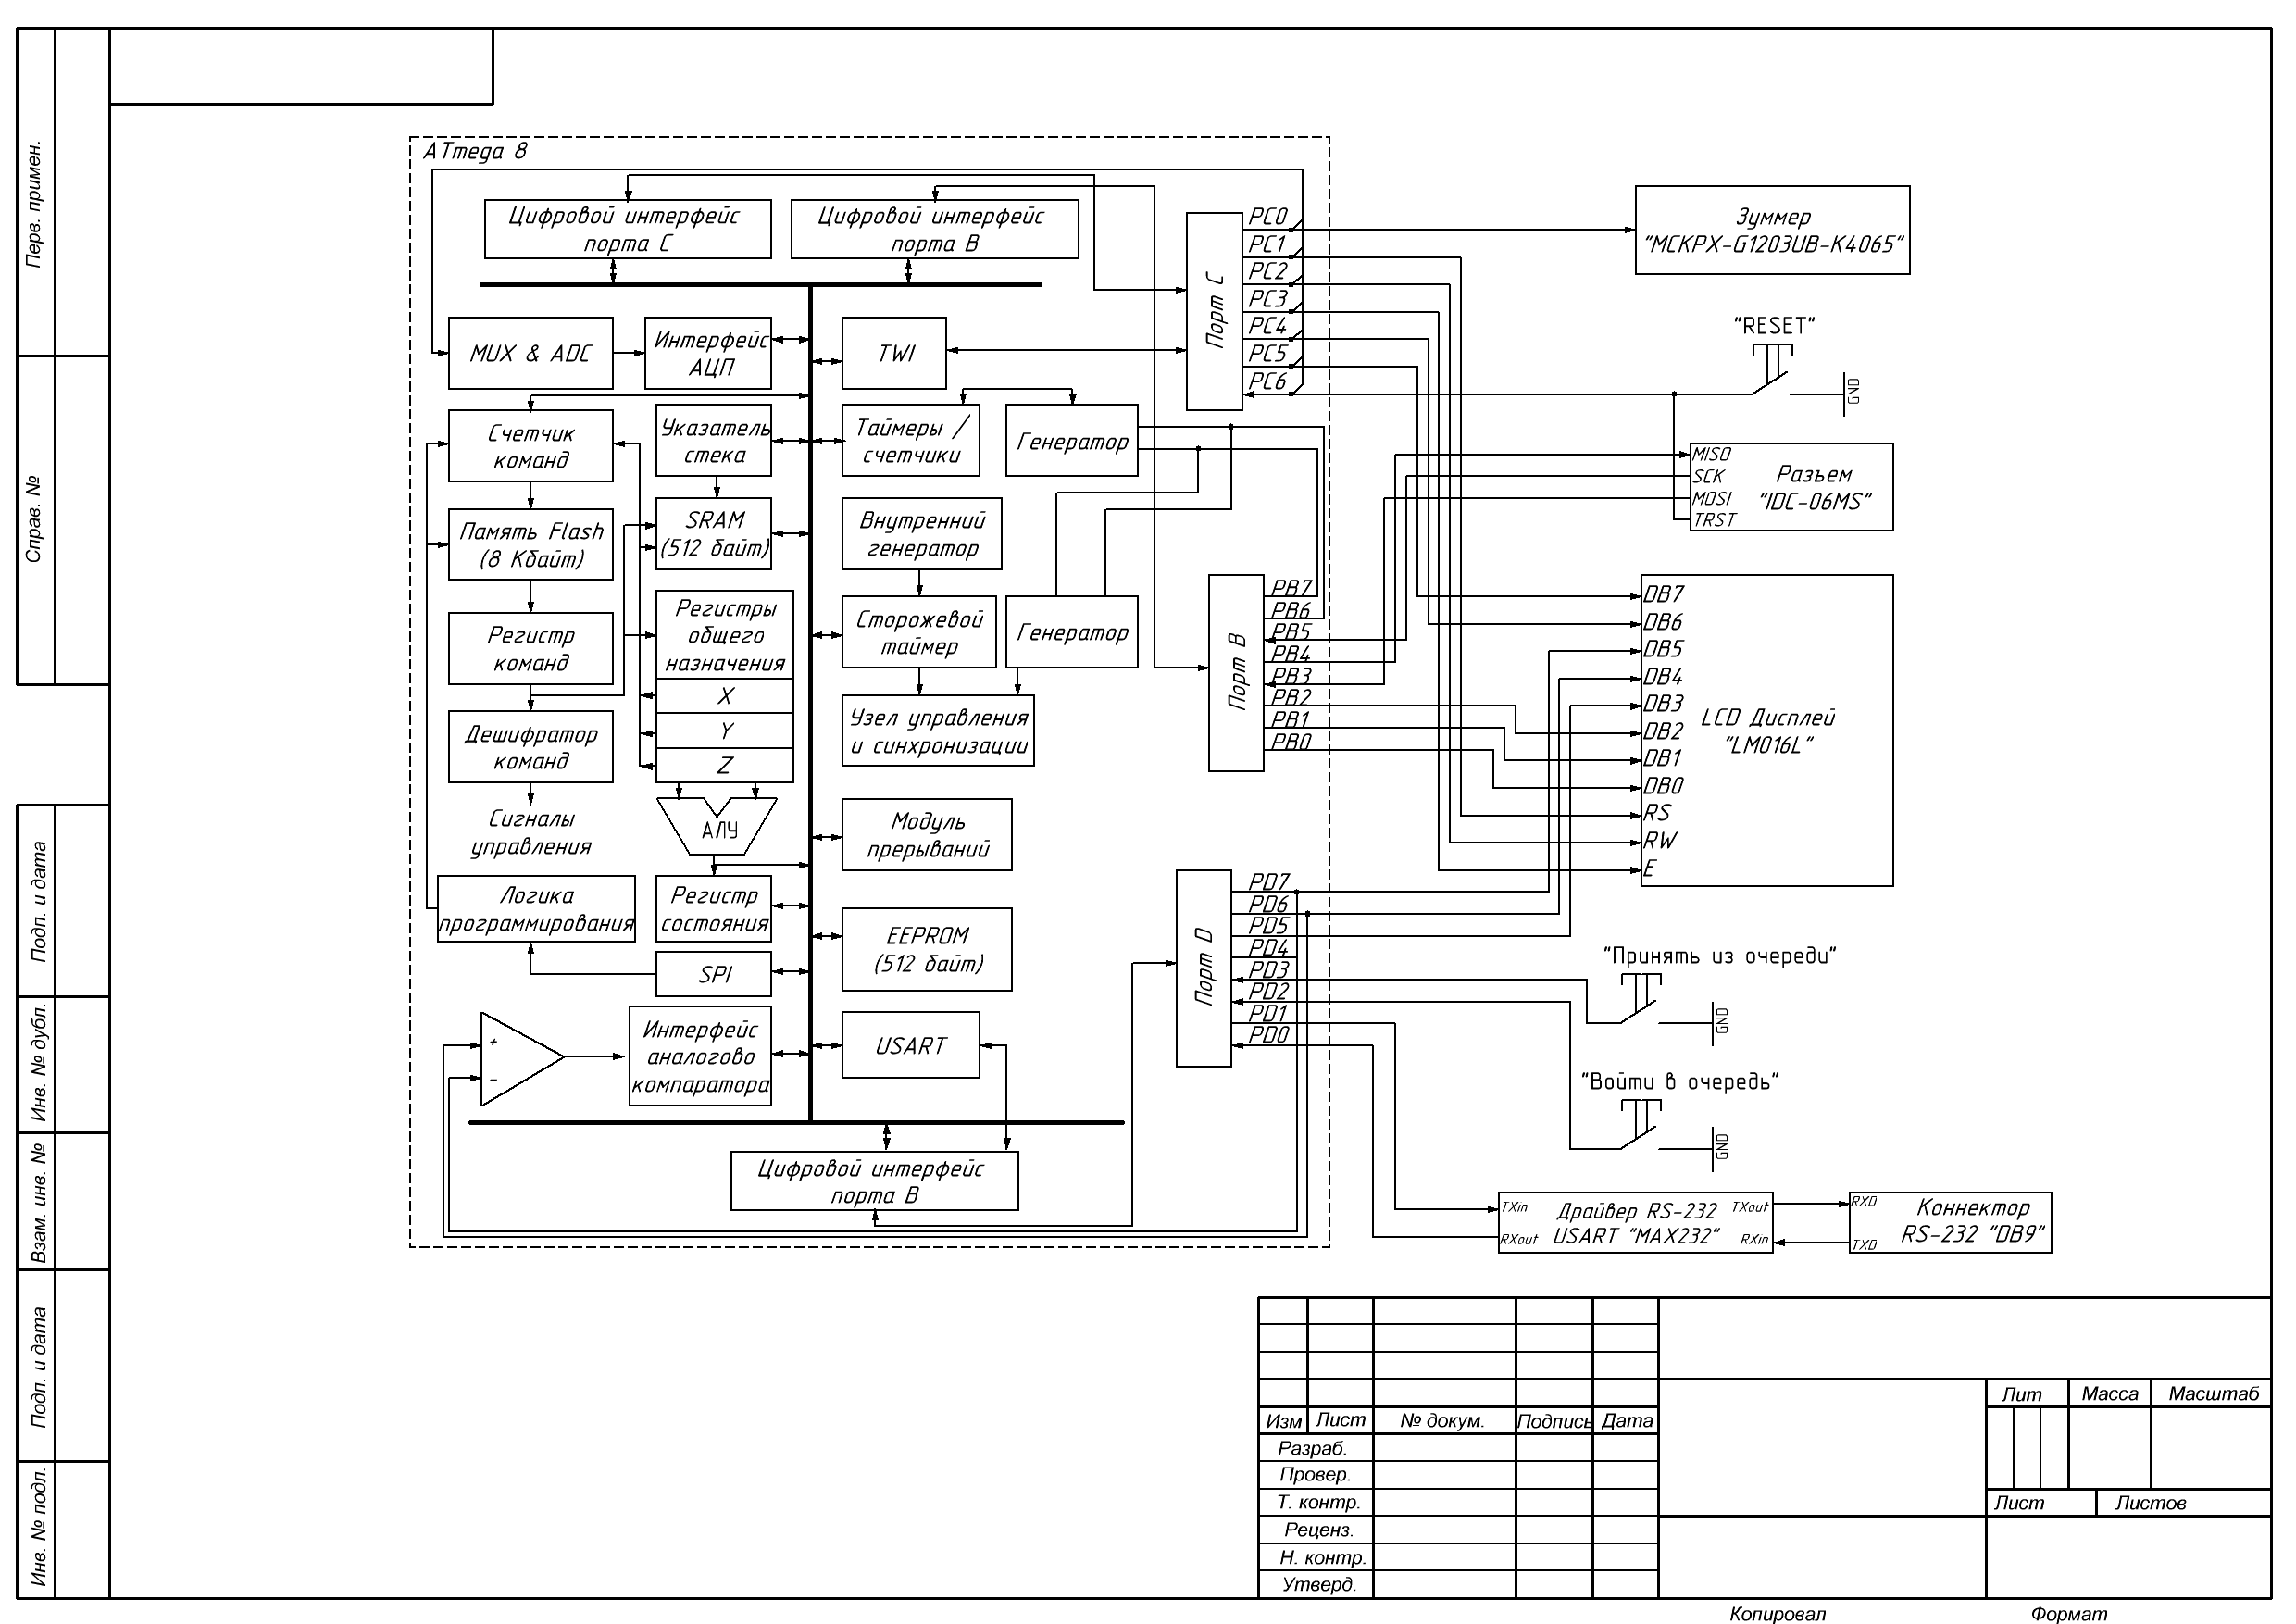 Перв. примен.
Справ. №
Подп. и дата
Инв. № дубл.
Взам. инв. №
Подп. и дата
Инв. № подл.
ATmega 8
Цифровой интерфейс
порта C
Цифровой интерфейс
порта B
MUX & ADC
Интерфейс
АЦП
TWI
Счетчик
команд
Указатель
стека
Таймеры /
счетчики
Генератор
Память Flash
(8 Кбайт)
SRAM
(512 байт)
Внутренний
генератор
Регистр
команд
Регистры
общего
назначения
X
Y
Z
Сторожевой
таймер
Генератор
Дешифратор
команд
Узел управления
и синхронизации
Сигналы
управления
АЛУ
Модуль
прерываний
Логика
программирования
Регистр
состояния
EEPROM
(512 байт)
SPI
+
-
Интерфейс
аналогово
компаратора
USART
Цифровой интерфейс
порта B
Порт C
PC0
PC1
PC2
PC3
PC4
PC5
PC6
Порт B
PB7
PB6
PB5
PB4
PB3
PB2
PB1
PB0
Порт D
PD7
PD6
PD5
PD4
PD3
PD2
PD1
PD0
Зуммер
"MCKPX-G1203UB-K4065"
"RESET"
GND
MISO
SCK
MOSI
TRST
Разъем
"IDC-06MS"
DB7
DB6
DB5
DB4
DB3
DB2
DB1
DB0
RS
RW
E
LCD Дисплей
"LM016L"
"Принять из очереди"
GND
"Войти в очередь"
GND
TXin
RXout
Драйвер RS-232
USART "MAX232"
TXout
RXin
RXD
TXD
Коннектор
RS-232 "DB9"
Изм Лист № докум. Подпись Дата
Разраб.
Провер.
Т. контр.
Реценз.
Н. контр.
Утверд.
Лит Масса Масштаб
Лист Листов
Копировал Формат